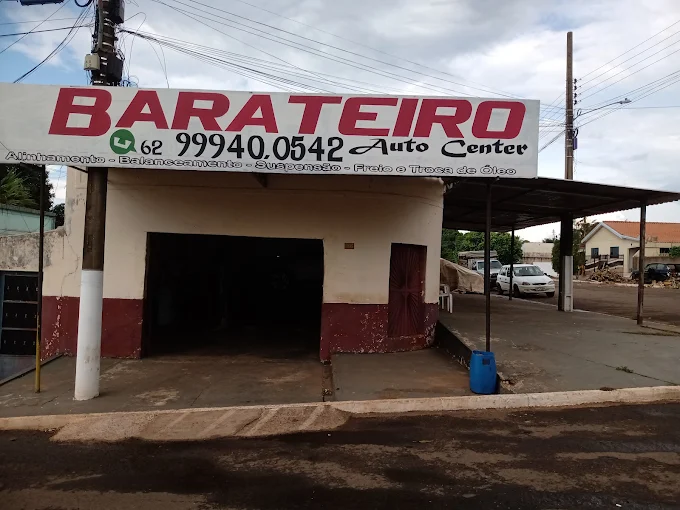 BARATEIRO
62 99940.0542 Auto Center
Alinhamento - Balanceamento - Suspensão - Freio e Troca de Óleo